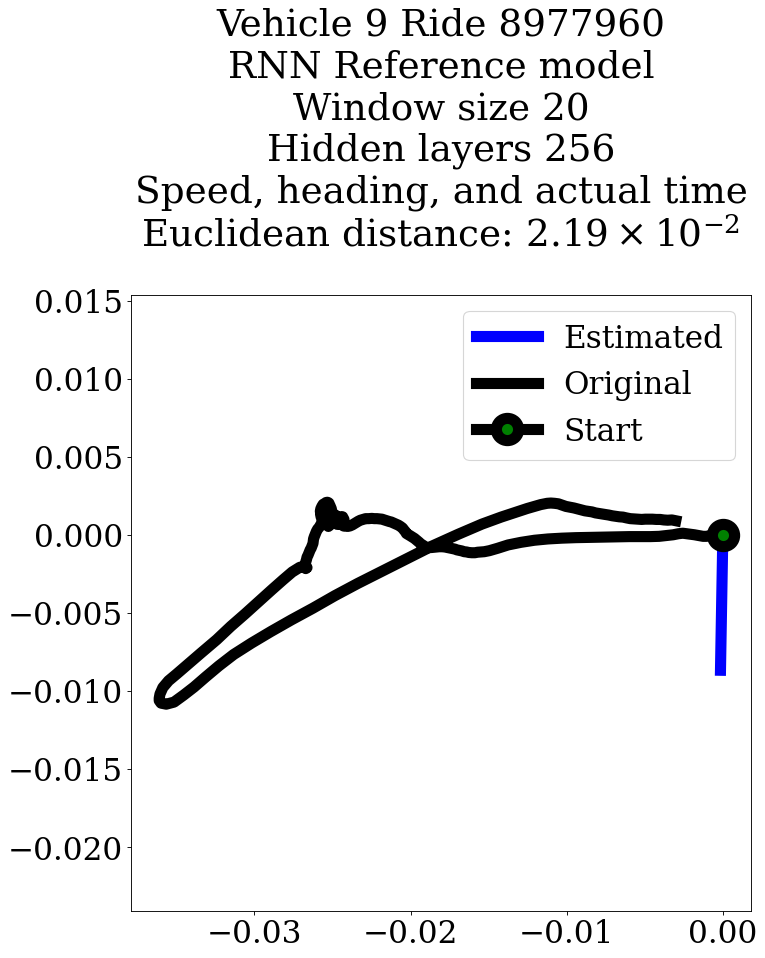 Vehicle 9 Ride 8977960
RNN Reference model
Window size 20
Hidden layers 256
Speed, heading, and actual time
Euclidean distance: 2.19 × 10⁻²
0.015
0.010
0.005
0.000
−0.005
−0.010
−0.015
−0.020
Estimated
Original
Start
−0.03 −0.02 −0.01 0.00